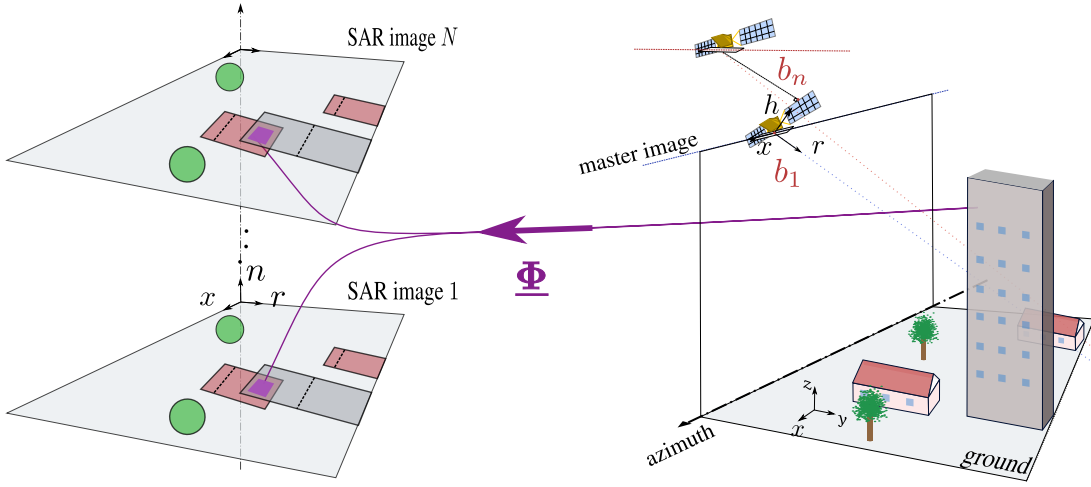 SAR image N
b_n
h
master image
x
r
b_1
n
Φ
x
r
SAR image 1
z
x
y
azimuth
ground